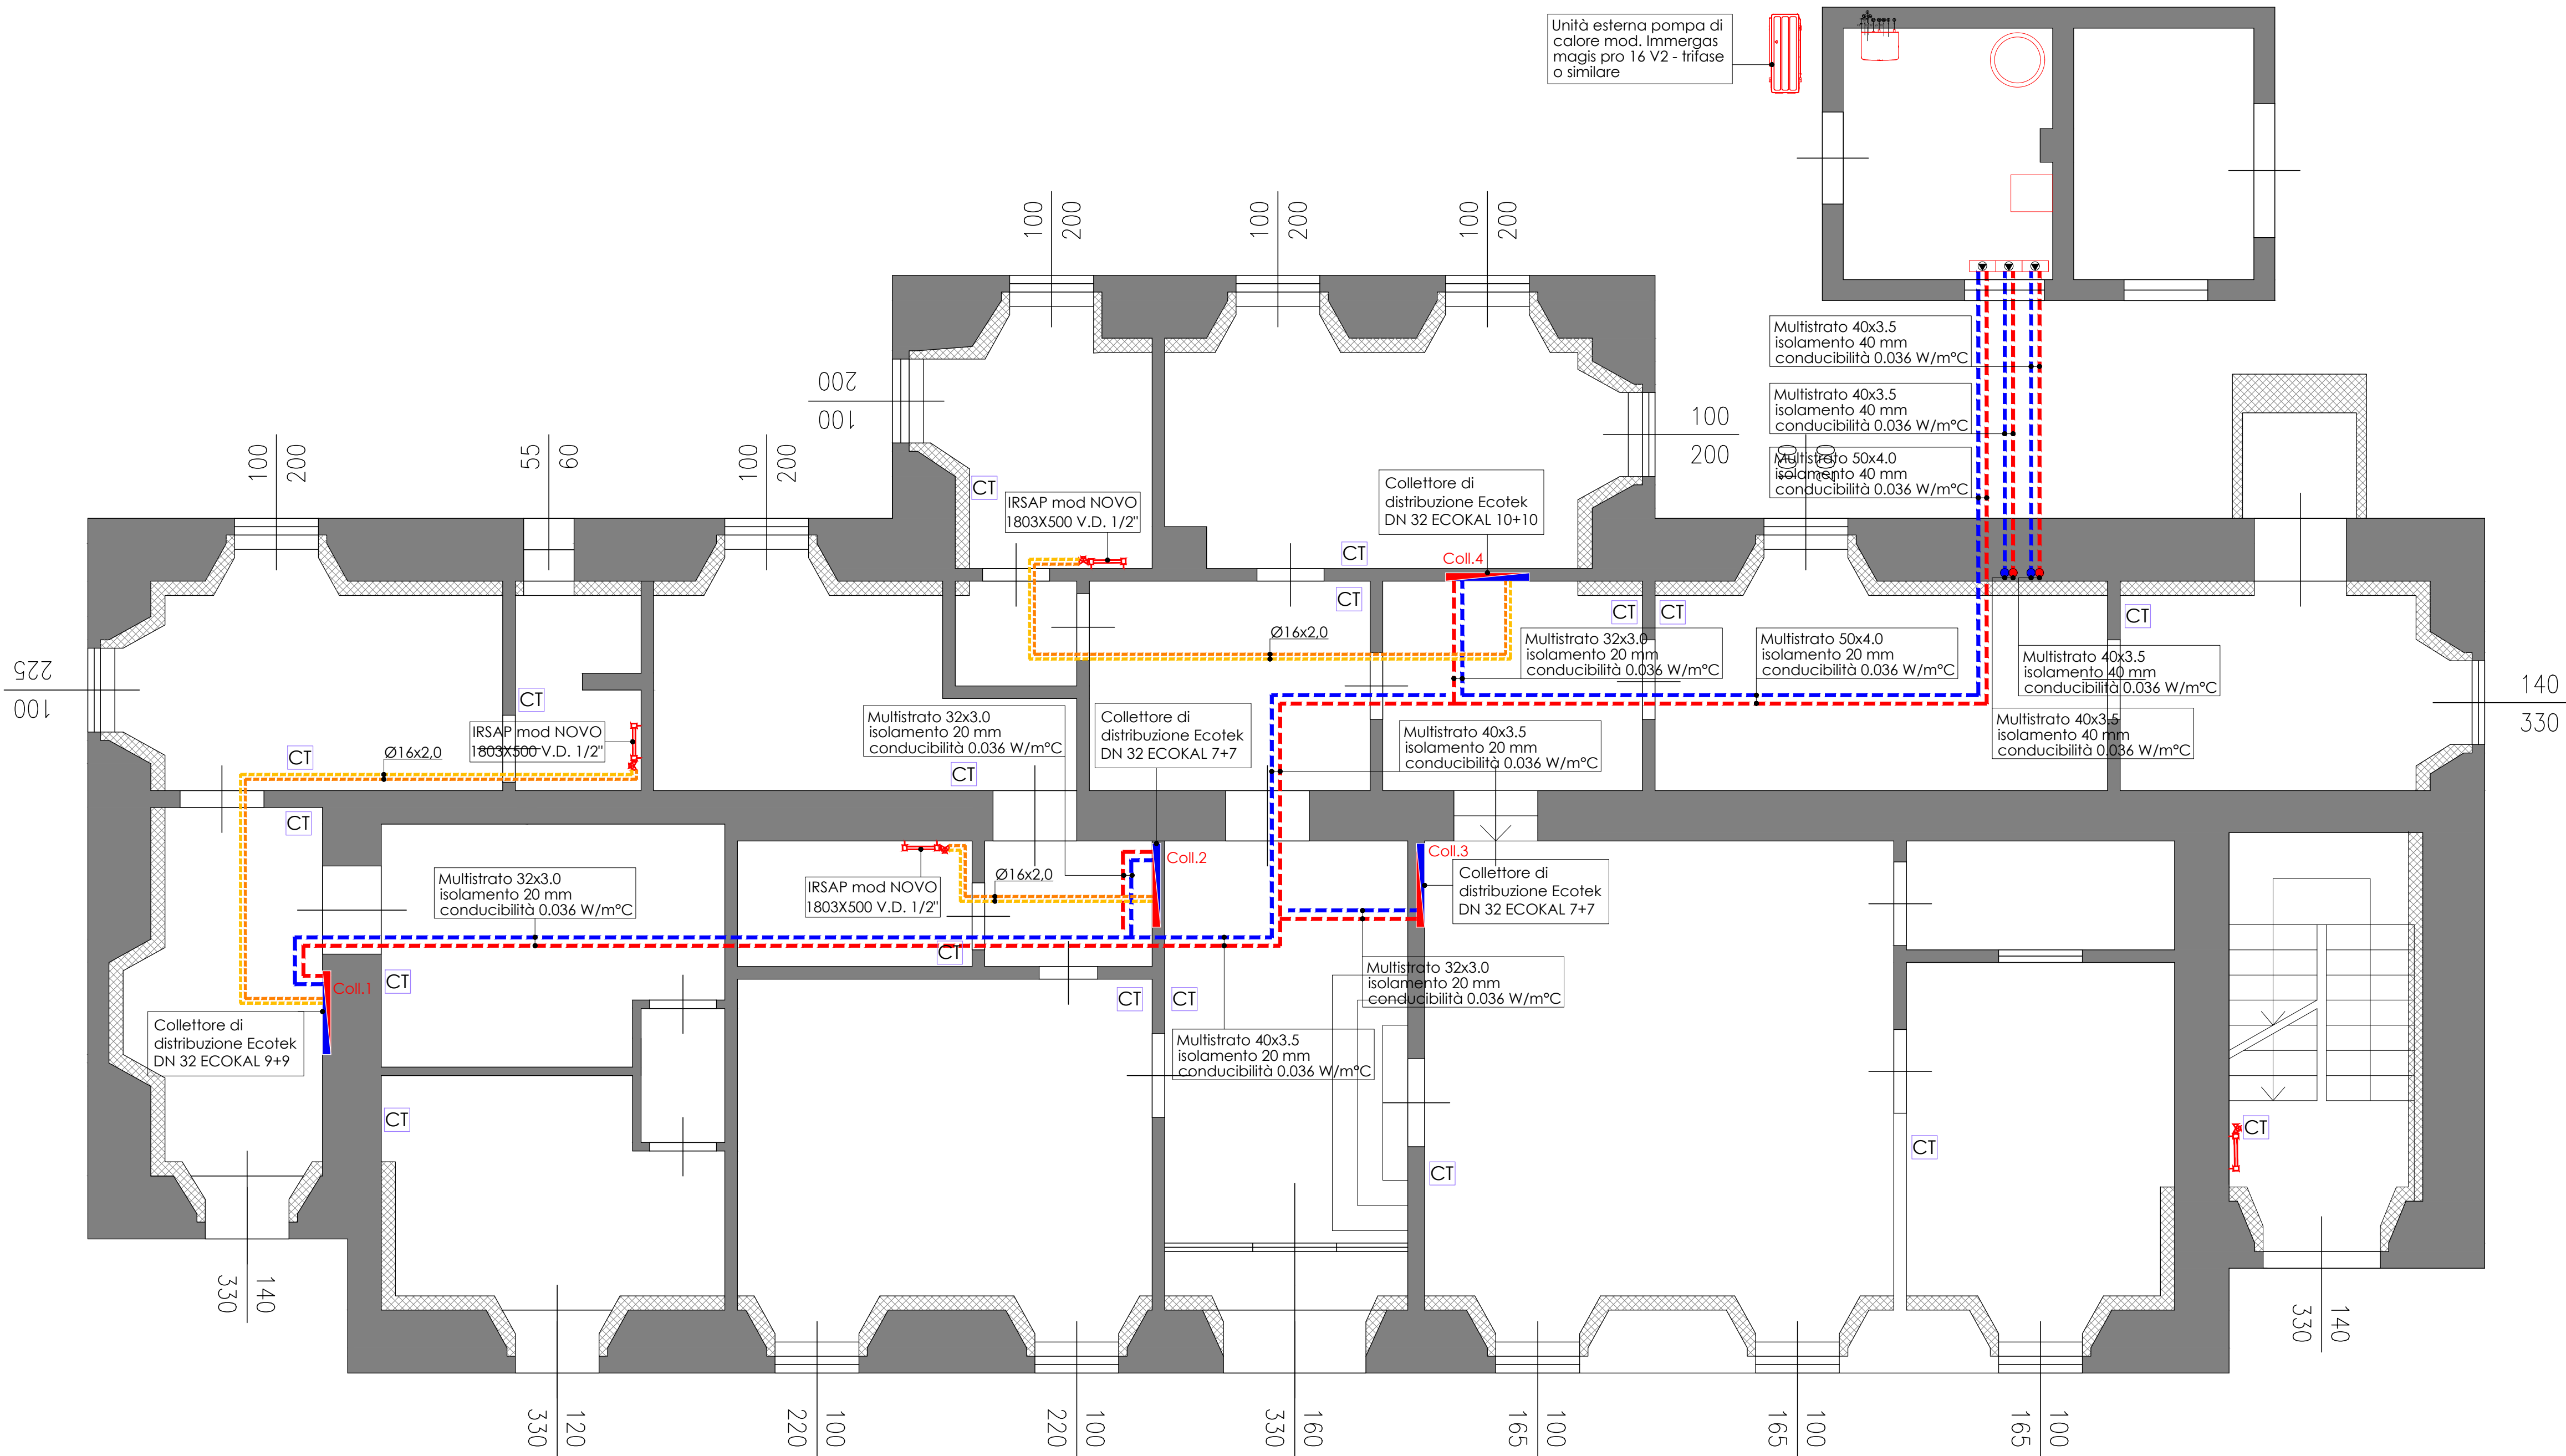 Unità esterna pompa di
calore mod. Immergas
magis pro 16 V2 - trifase
o similare
100
200
100
200
100
200
Multistrato 40x3.5
isolamento 40 mm
conducibilità 0.036 W/m°C
Multistrato 40x3.5
isolamento 40 mm
conducibilità 0.036 W/m°C
Multistrato 50x4.0
isolamento 40 mm
conducibilità 0.036 W/m°C
100
200
200
100
100
200
100
200
55
60
100
200
CT
IRSAP mod NOVO
1803X500 V.D. 1/2"
Collettore di
distribuzione Ecotek
DN 32 ECOKAL 10+10
CT
Coll.4
CT
CT
CT
CT
Ø16x2,0
Multistrato 32x3.0
isolamento 20 mm
conducibilità 0.036 W/m°C
Multistrato 50x4.0
isolamento 20 mm
conducibilità 0.036 W/m°C
Multistrato 40x3.5
isolamento 40 mm
conducibilità 0.036 W/m°C
225
100
140
330
CT
IRSAP mod NOVO
1803X500 V.D. 1/2"
Multistrato 32x3.0
isolamento 20 mm
conducibilità 0.036 W/m°C
Collettore di
distribuzione Ecotek
DN 32 ECOKAL 7+7
Multistrato 40x3.5
isolamento 20 mm
conducibilità 0.036 W/m°C
Multistrato 40x3.5
isolamento 40 mm
conducibilità 0.036 W/m°C
CT
Ø16x2,0
CT
CT
Coll.2
Coll.3
Multistrato 32x3.0
isolamento 20 mm
conducibilità 0.036 W/m°C
IRSAP mod NOVO
1803X500 V.D. 1/2"
Ø16x2,0
Collettore di
distribuzione Ecotek
DN 32 ECOKAL 7+7
CT
Coll.1
CT
CT
CT
Multistrato 32x3.0
isolamento 20 mm
conducibilità 0.036 W/m°C
Collettore di
distribuzione Ecotek
DN 32 ECOKAL 9+9
Multistrato 40x3.5
isolamento 20 mm
conducibilità 0.036 W/m°C
CT
CT
CT
CT
330
140
330
140
330
120
220
100
220
100
330
160
165
100
165
100
165
100